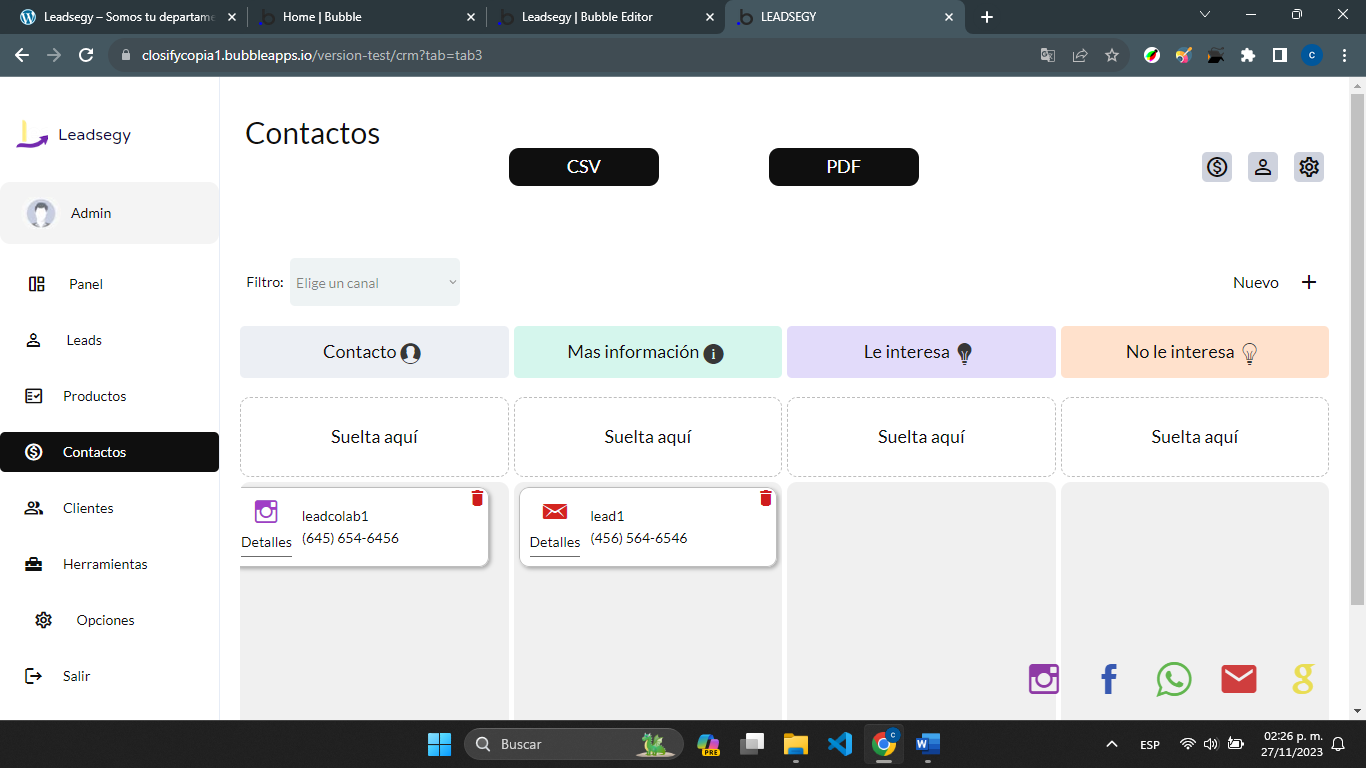 Leadsegy – Somos tu departame
Home | Bubble
Leadsegy | Bubble Editor
LEADSEGY
closifycopia1.bubbleapps.io/version-test/crm?tab=tab3
c
Leadsegy
Contactos
CSV
PDF
Admin
Panel
Leads
Productos
Contactos
Clientes
Herramientas
Opciones
Salir
Filtro:
Elige un canal
Nuevo
Contacto
Mas información
Le interesa
No le interesa
Suelta aquí
Suelta aquí
Suelta aquí
Suelta aquí
leadcolab1
Detalles
(645) 654-6456
lead1
Detalles
(456) 564-6546
Buscar
PRE
ESP
02:26 p. m.
27/11/2023